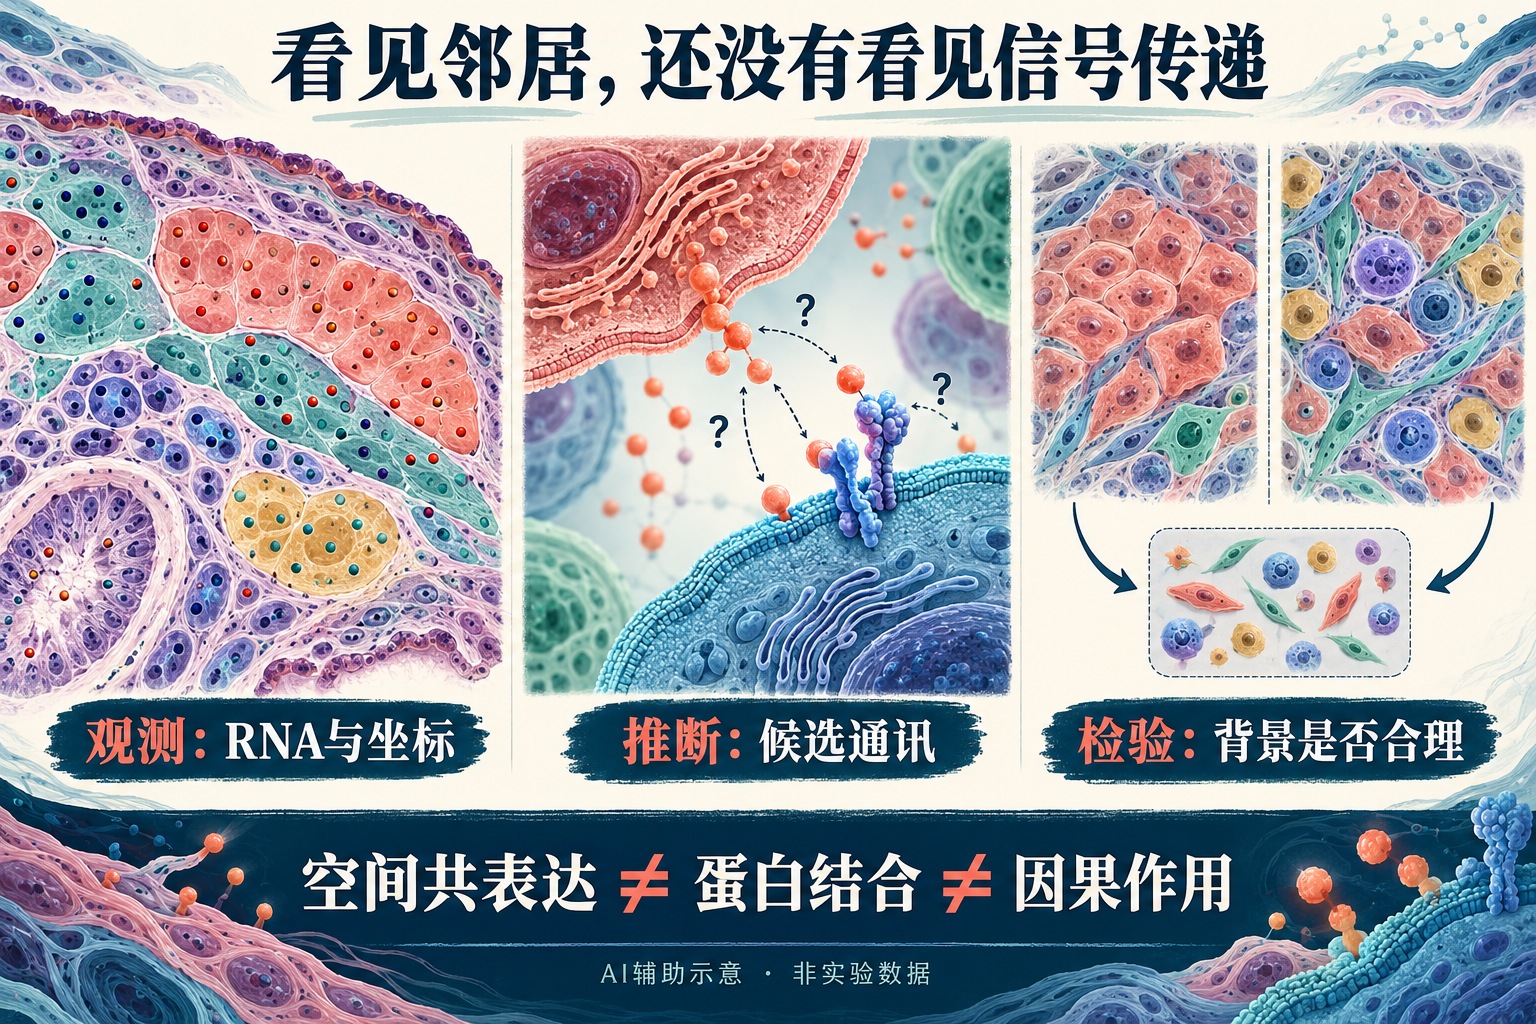 看见邻居，还没有看见信号传递
?
?
?
观测：RNA与坐标
推断：候选通讯
检验：背景是否合理
空间共表达 ≠ 蛋白结合 ≠ 因果作用
AI辅助示意 · 非实验数据